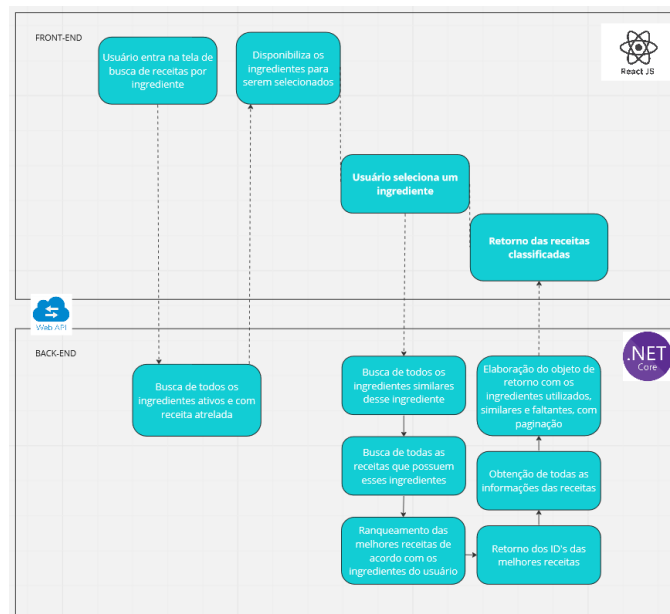 FRONT-END
Usuário entra na tela de
busca de receitas por
ingrediente
Disponibiliza os
ingredientes para
serem selecionados
React JS
Usuário seleciona um
ingrediente
Retorno das receitas
classificadas
Web API
BACK-END
.NET
Core
Busca de todos os
ingredientes ativos e com
receita atrelada
Busca de todos os
ingredientes similares
desse ingrediente
Busca de todas as
receitas que possuem
esses ingredientes
Ranqueamento das
melhores receitas de
acordo com os
ingredientes do usuário
Retorno dos ID's das
melhores receitas
Obtenção de todas as
informações das receitas
Elaboração do objeto de
retorno com os
ingredientes utilizados,
similares e faltantes, com
paginação